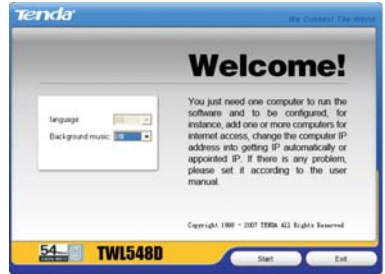 Tenda
We Connect The World
Welcome!
language:
Background music:
You just need one computer to run the
software and to be configured, for
instance, add one or more computers for
internet access, change the computer IP
address into getting IP automatically or
appointed IP. If there is any problem,
please set it according to the user
manual.
Copyright 1998 - 2007 TENDA All Rights Reserved
54
TWL548D
Start
Exit